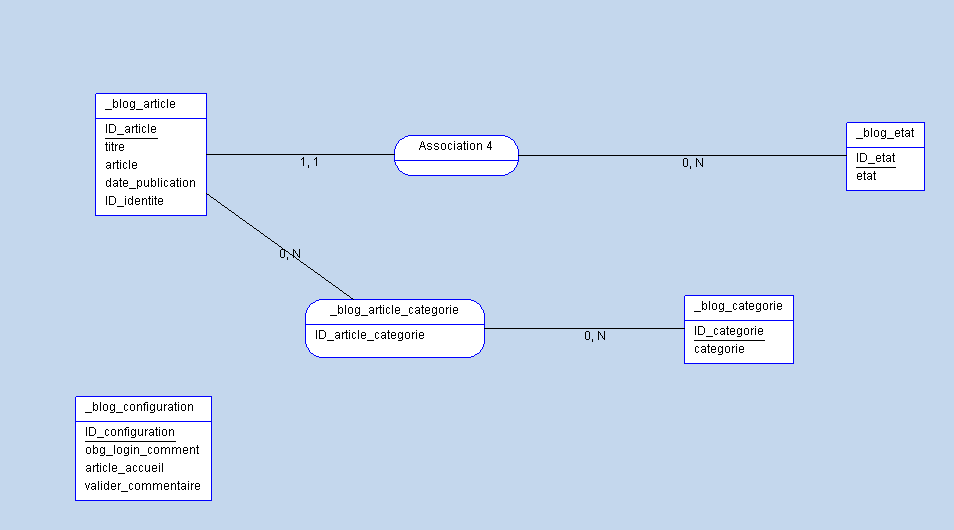 _blog_article
ID_article
titre
article
date_publication
ID_identite
1, 1
Association 4
0, N
_blog_etat
ID_etat
etat
0, N
_blog_article_categorie
ID_article_categorie
0, N
_blog_categorie
ID_categorie
categorie
_blog_configuration
ID_configuration
obg_login_comment
article_accueil
valider_commentaire